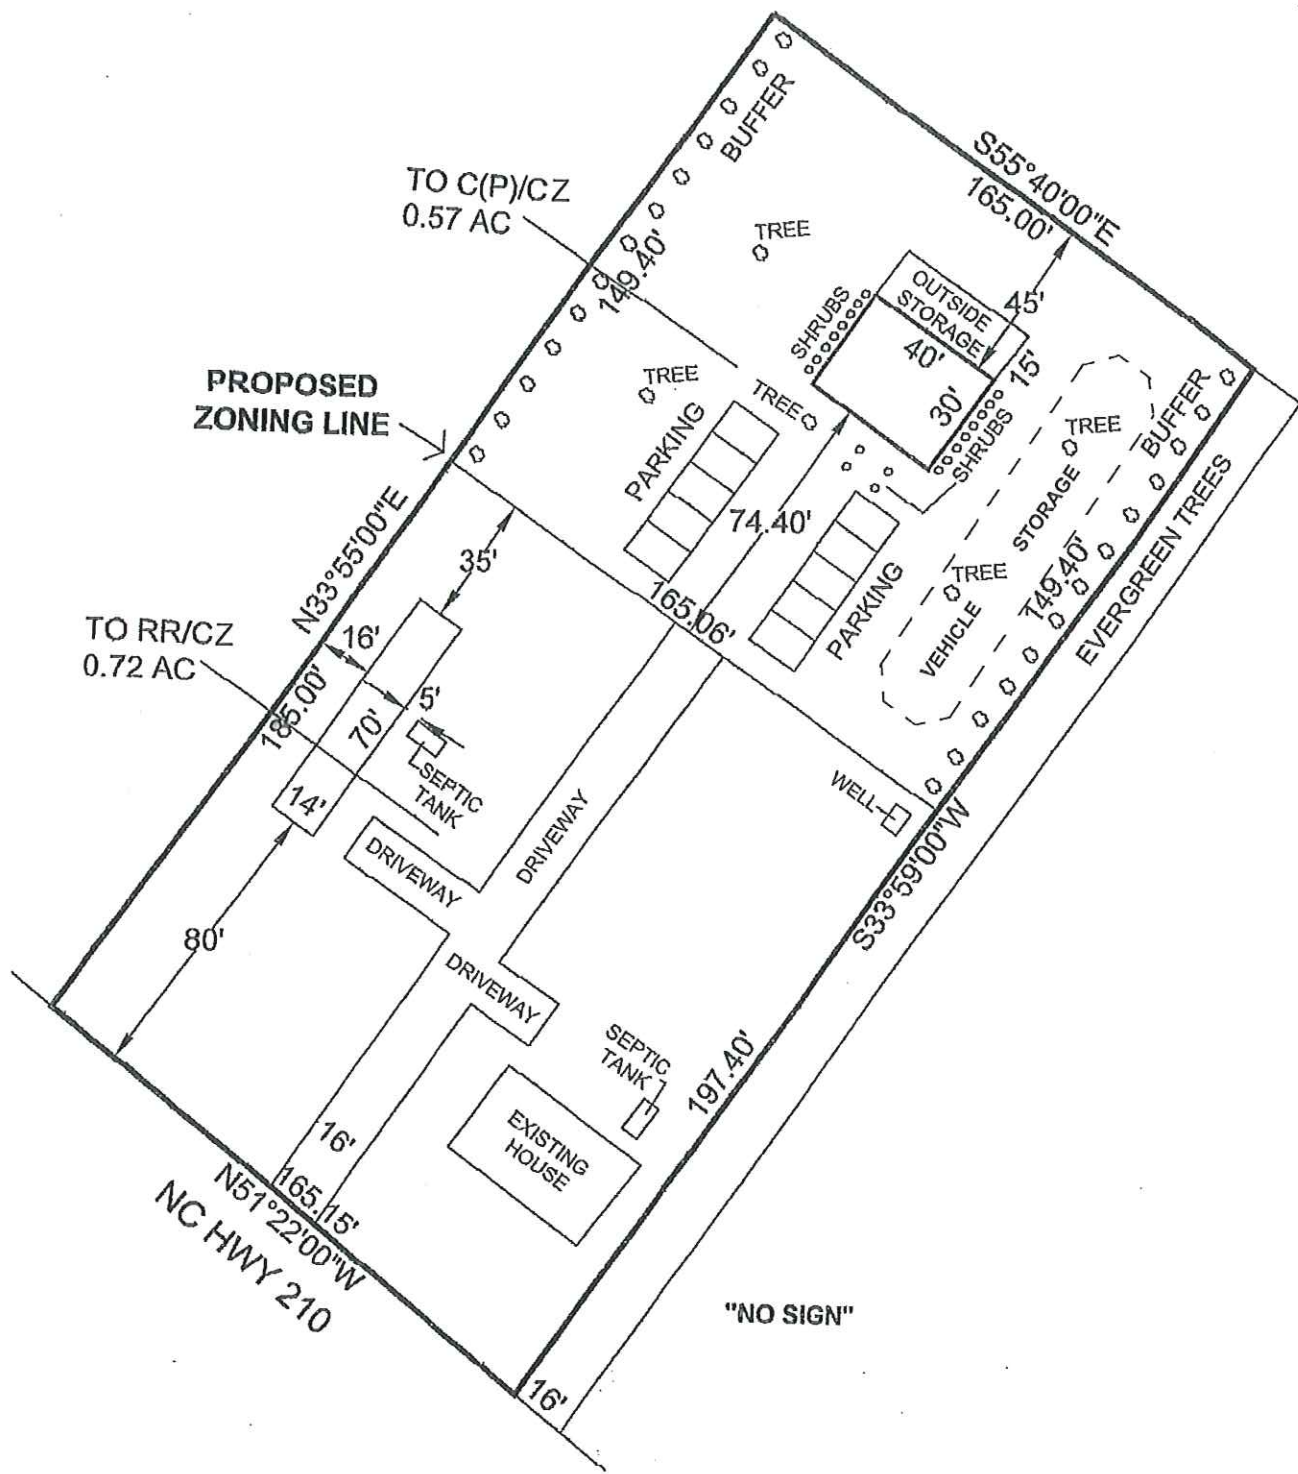 BUFFER
S55°40'00"E
165.00'
TO C(P)/CZ
0.57 AC
TREE
149.40'
OUTSIDE
STORAGE
45'
SHRUBS
40'
15'
30'
SHRUBS
PROPOSED
ZONING LINE
TREE
TREE
PARKING
BUFFER
TREE
STORAGE
VEHICLE
TREE
149.40'
EVERGREEN TREES
74.40'
PARKING
N33°55'00"E
35'
165.06'
TO RR/CZ
0.72 AC
16'
185.00'
5'
70'
14'
SEPTIC
TANK
WELL
S33°59'00"W
DRIVEWAY
DRIVEWAY
80'
DRIVEWAY
SEPTIC
TANK
197.40'
EXISTING
HOUSE
16'
165.15'
N51°22'00"W
NC HWY 210
"NO SIGN"
16'